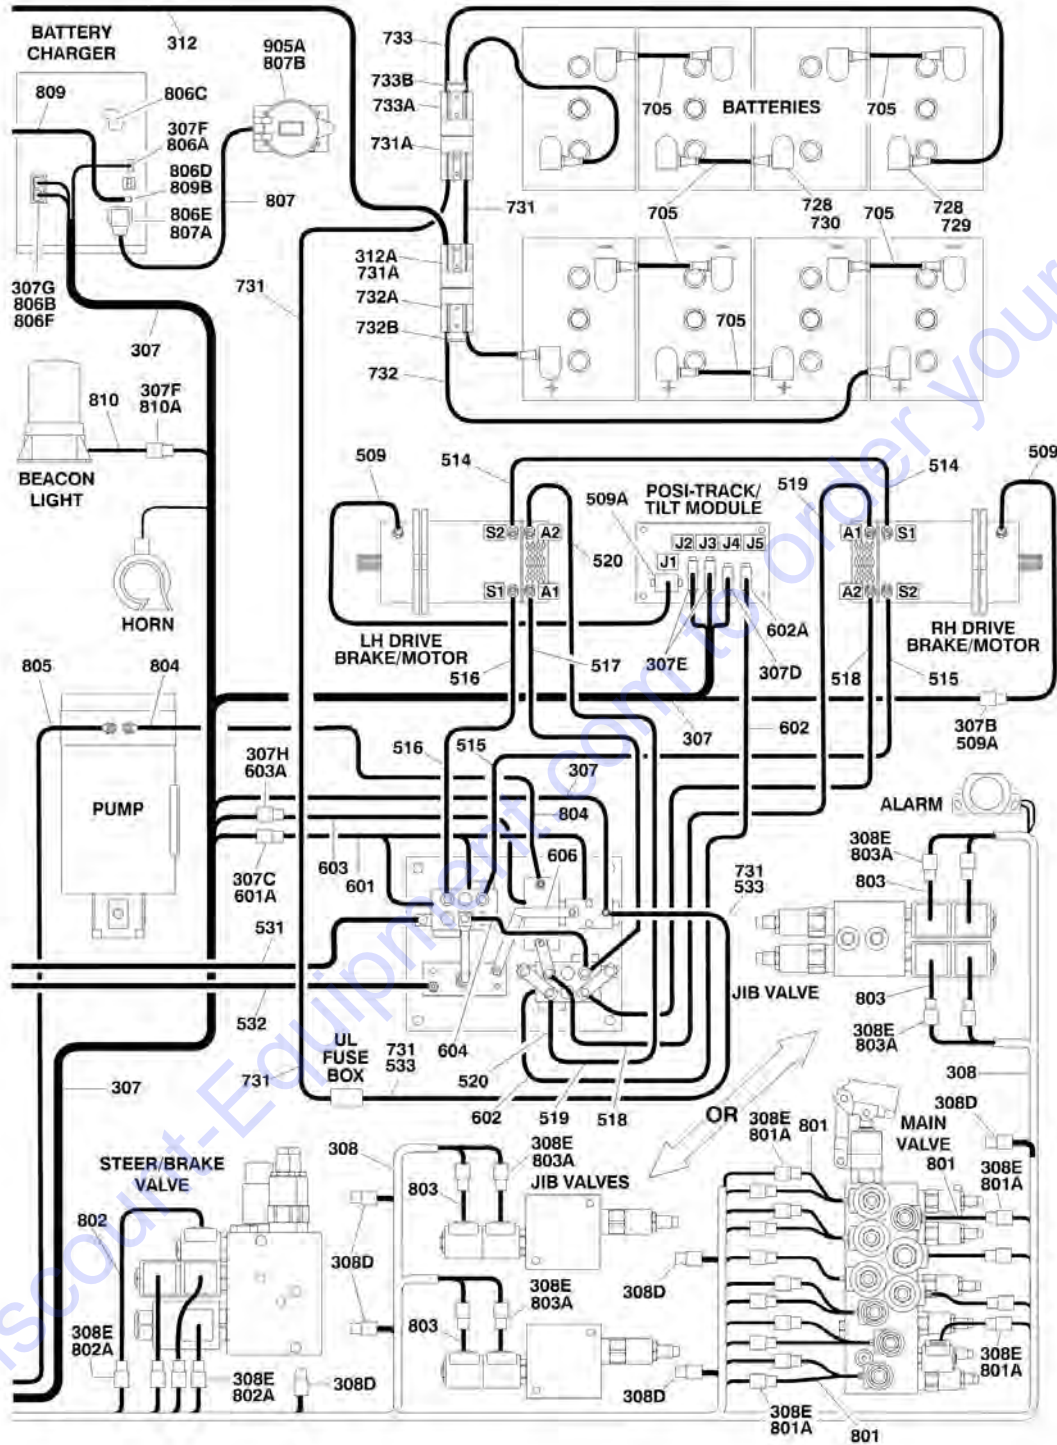 312
BATTERY
CHARGER
905A
807B
733
733B
733A
731A
705
BATTERIES
705
809
806C
307F
806A
806D
809B
806E
807A
807
731
705
728
730
705
728
729
307G
806B
806F
731
312A
731A
732A
732B
732
705
307
810
307F
810A
BEACON
LIGHT
HORN
509
514
509A
POSI-TRACK/
TILT MODULE
519
514
509
S2
A2
520
J1
J2
J3
J4
J5
A1
S1
S1
A1
A2
S2
602A
LH DRIVE
BRAKE/MOTOR
RH DRIVE
BRAKE/MOTOR
516
517
307E
307D
518
515
805
804
307
602
307B
509A
PUMP
307H
603A
516
515
307
804
606
603
601
307C
601A
531
532
731
533
ALARM
308E
803A
803
JIB VALVE
803
308E
803A
308
307
731
UL
FUSE
BOX
731
533
604
520
602
519
518
OR
308D
MAIN
VALVE
308E
801A
801
801
308E
801A
STEER/BRAKE
VALVE
802
308
803
308E
803A
JIB VALVES
308D
308D
803
308E
803A
308E
802A
308E
802A
308D
308D
308E
801A
308E
801A
801
Discount-Equipment.com to order your